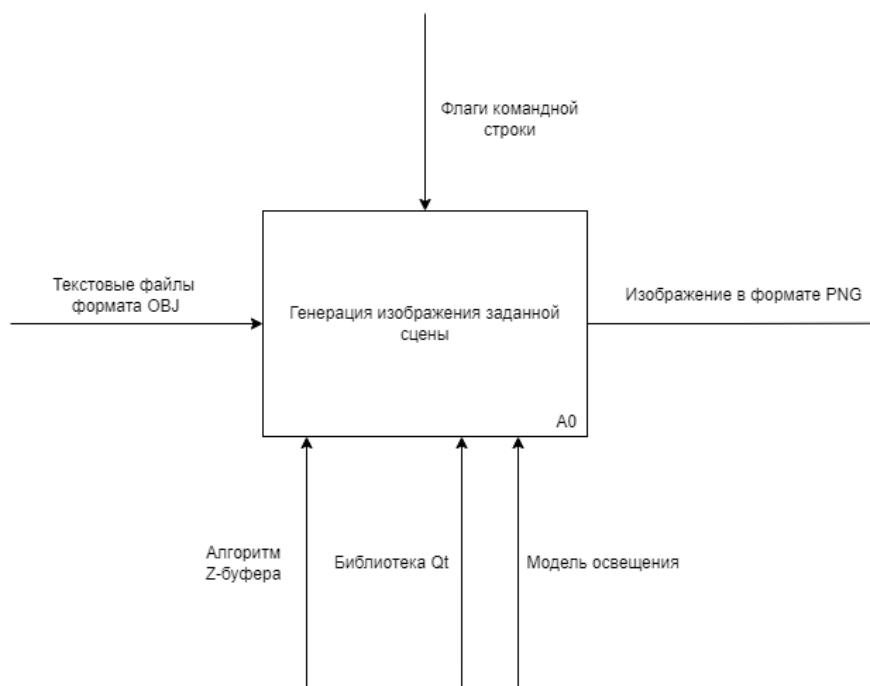 Флаги командной
строки
Текстовые файлы
формата OBJ
Генерация изображения заданной
сцены
Изображение в формате PNG
A0
Алгоритм
Z-буфера
Библиотека Qt
Модель освещения